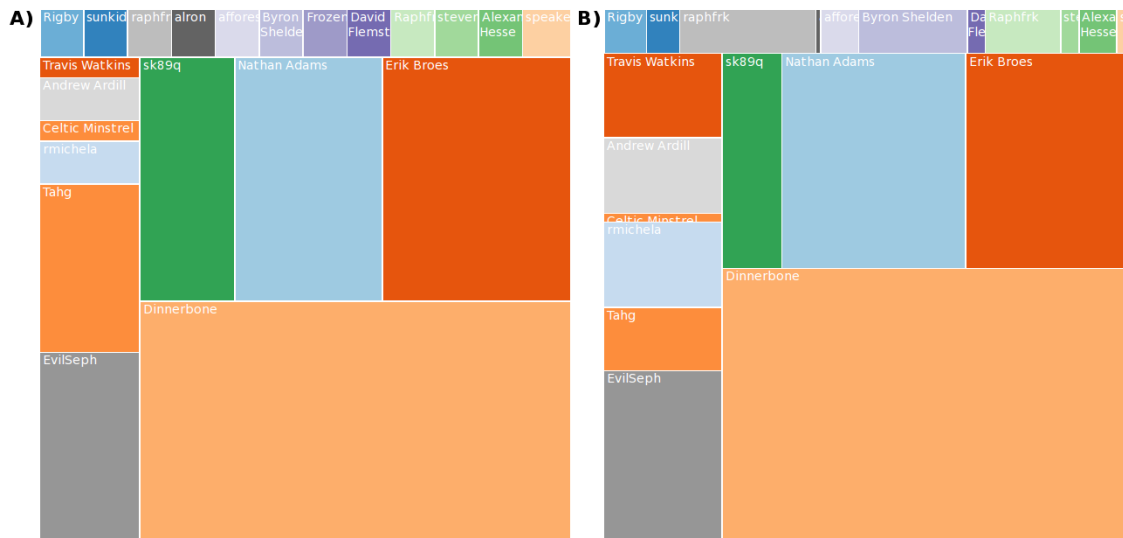 A)
Rigby
sunkid
raphfr
alron
affores
Byron
Shelde
Frozen
David
Flemst
Raphfr
steven
Alexan
Hesse
speake
Travis Watkins
sk89q
Nathan Adams
Erik Broes
Andrew Ardill
Celtic Minstrel
rmichela
Tahg
Dinnerbone
EvilSeph
B)
Rigby
sunk
raphfrk
affore
Byron Shelden
Da
Fle
Raphfrk
ste
Alexa
Hesse
Travis Watkins
sk89q
Nathan Adams
Erik Broes
Andrew Ardill
Celtic Minstrel
rmichela
Dinnerbone
Tahg
EvilSeph